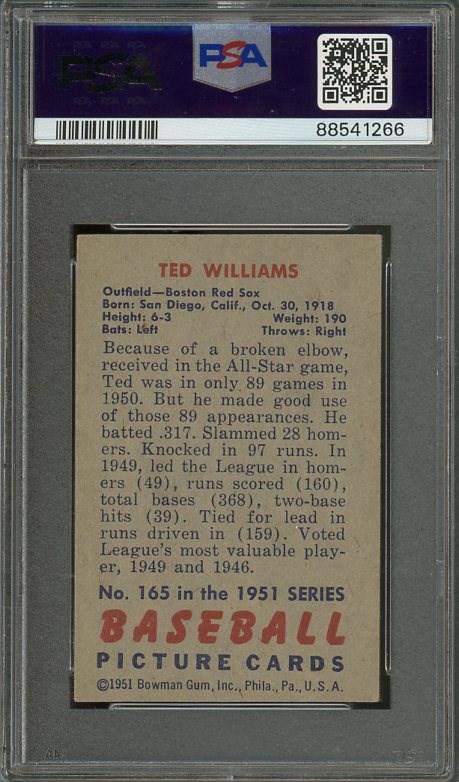 PSA
PSA
88541266
TED WILLIAMS
Outfield—Boston Red Sox
Born: San Diego, Calif., Oct. 30, 1918
Height: 6-3 Weight: 190
Bats: Left Throws: Right
Because of a broken elbow,
received in the All-Star game,
Ted was in only 89 games in
1950. But he made good use
of those 89 appearances. He
batted .317. Slammed 28 hom-
ers. Knocked in 97 runs. In
1949, led the League in hom-
ers (49), runs scored (160),
total bases (368), two-base
hits (39). Tied for lead in
runs driven in (159). Voted
League's most valuable play-
er, 1949 and 1946.
No. 165 in the 1951 SERIES
BASEBALL
PICTURE CARDS
©1951 Bowman Gum, Inc., Phila., Pa., U.S.A.